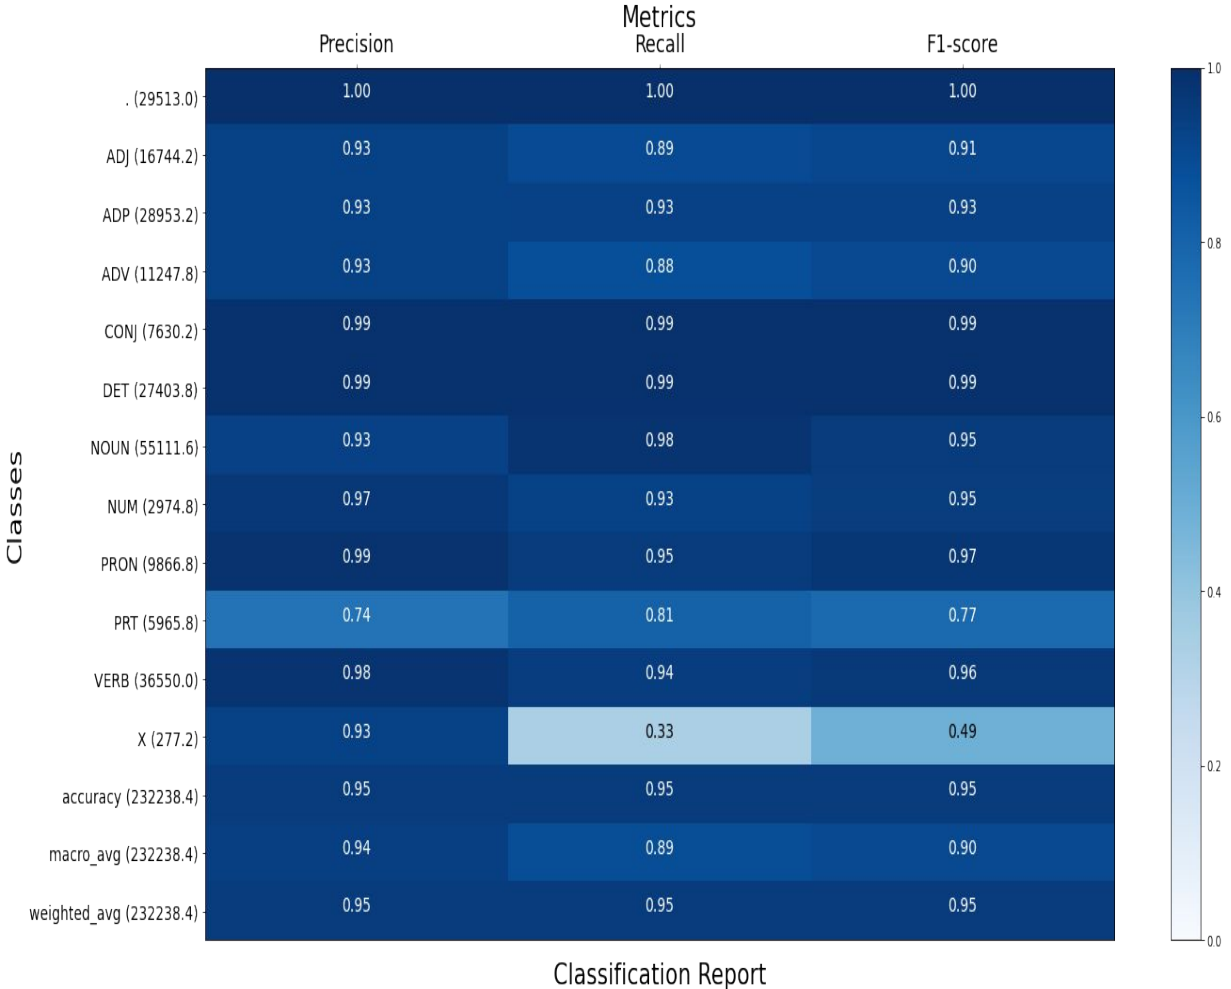 Metrics
Precision Recall F1-score
. (29513.0) 1.00 1.00 1.00 1.0
ADJ (16744.2) 0.93 0.89 0.91
ADP (28953.2) 0.93 0.93 0.93
ADV (11247.8) 0.93 0.88 0.90 0.8
CONJ (7630.2) 0.99 0.99 0.99
DET (27403.8) 0.99 0.99 0.99
NOUN (55111.6) 0.93 0.98 0.95 0.6
NUM (2974.8) 0.97 0.93 0.95
PRON (9866.8) 0.99 0.95 0.97
PRT (5965.8) 0.74 0.81 0.77 0.4
VERB (36550.0) 0.98 0.94 0.96
X (277.2) 0.93 0.33 0.49
accuracy (232238.4) 0.95 0.95 0.95 0.2
macro_avg (232238.4) 0.94 0.89 0.90
weighted_avg (232238.4) 0.95 0.95 0.95 0.0
Classes
Classification Report